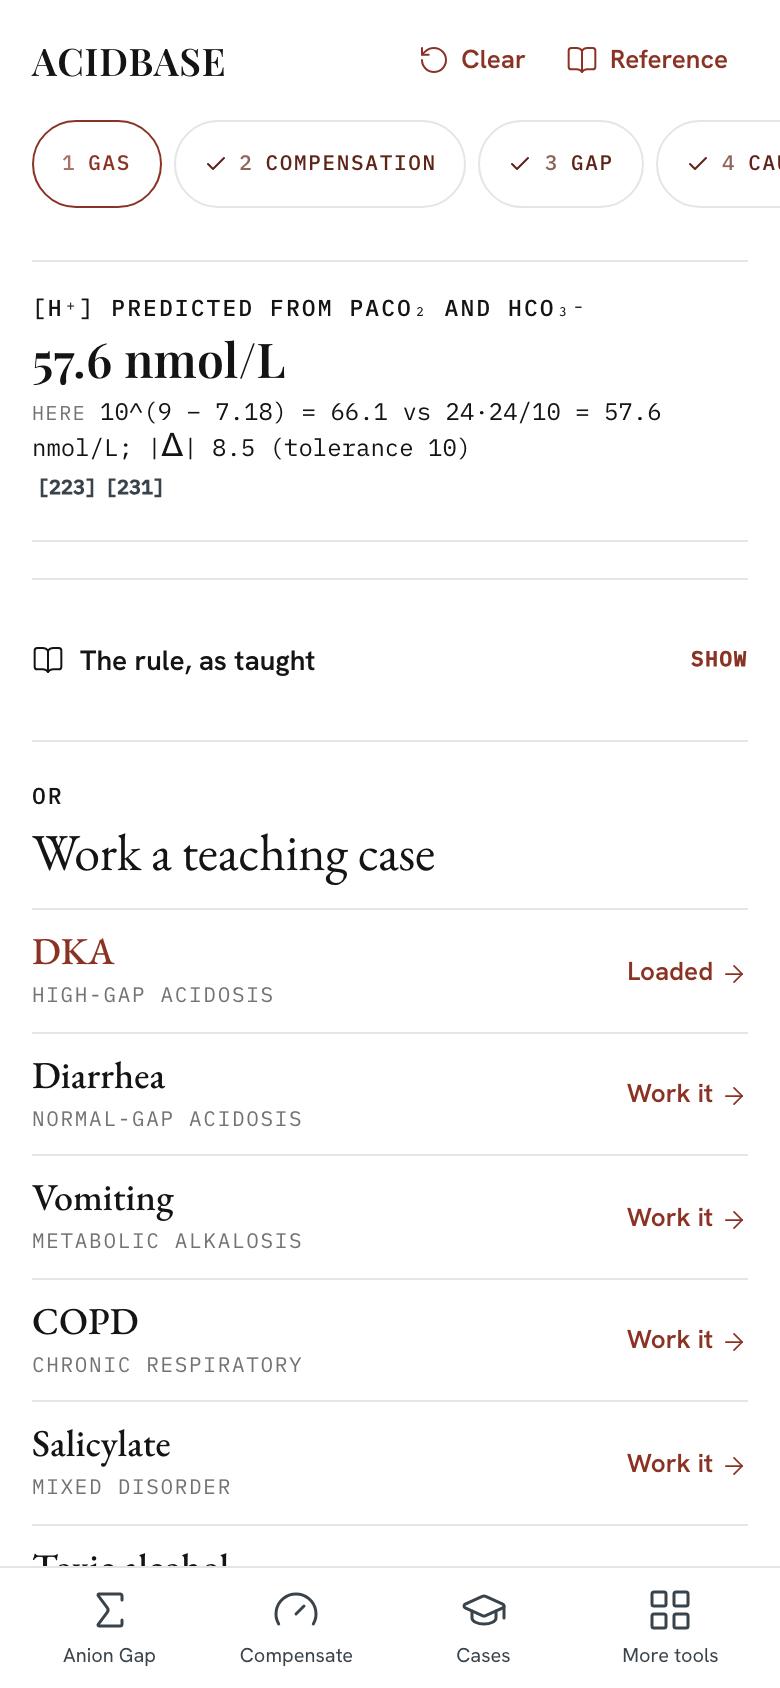 ACIDBASE
Clear
Reference
1 GAS
2 COMPENSATION
3 GAP
4 CAU
[H⁺] PREDICTED FROM PACO₂ AND HCO₃⁻
57.6 nmol/L
HERE 10^(9 − 7.18) = 66.1 vs 24·24/10 = 57.6
nmol/L; |Δ| 8.5 (tolerance 10)
[223] [231]
The rule, as taught
SHOW
OR
Work a teaching case
DKA
HIGH-GAP ACIDOSIS
Loaded →
Diarrhea
NORMAL-GAP ACIDOSIS
Work it →
Vomiting
METABOLIC ALKALOSIS
Work it →
COPD
CHRONIC RESPIRATORY
Work it →
Salicylate
MIXED DISORDER
Work it →
Toxic alcohol
Anion Gap
Compensate
Cases
More tools